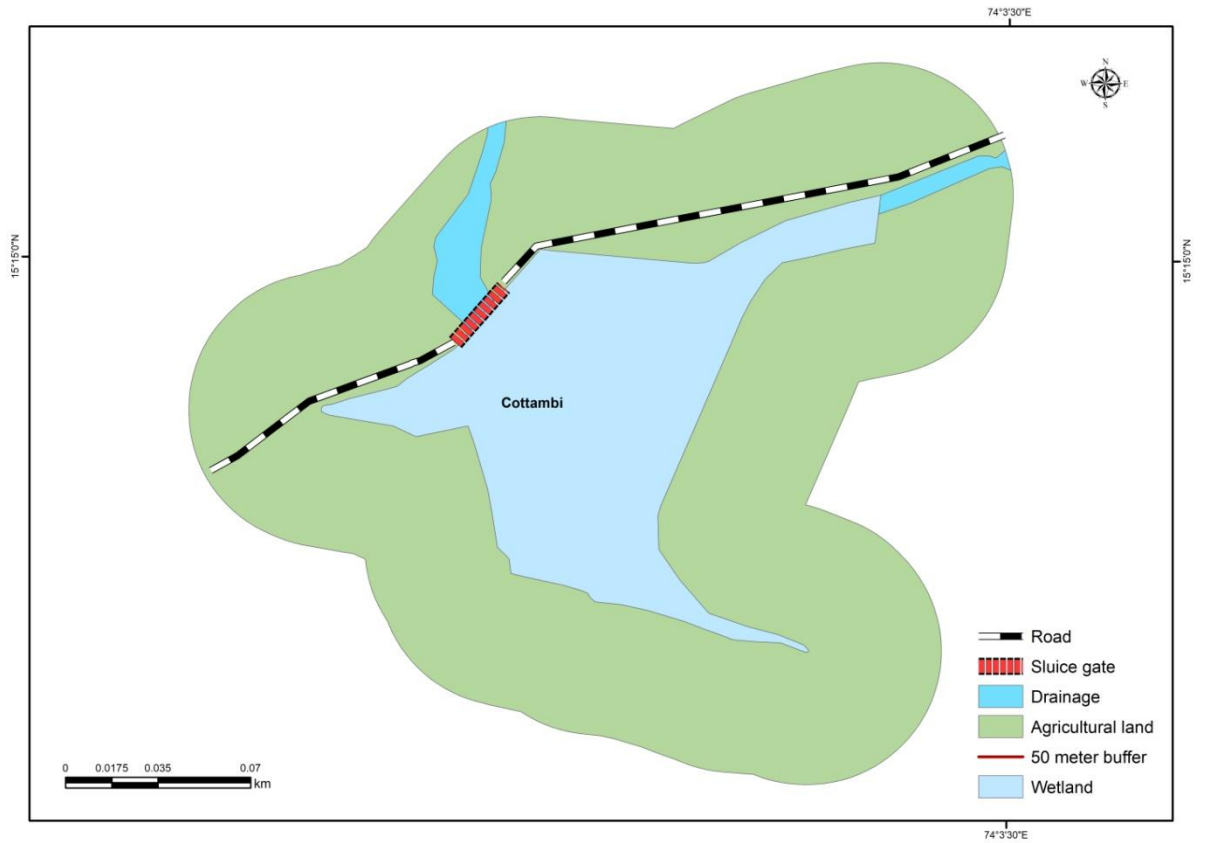 74°3'30"E
N
W E
S
15°15'0"N
15°15'0"N
Cottambi
Road
Sluice gate
Drainage
Agricultural land
50 meter buffer
Wetland
0 0.0175 0.035 0.07
km
74°3'30"E